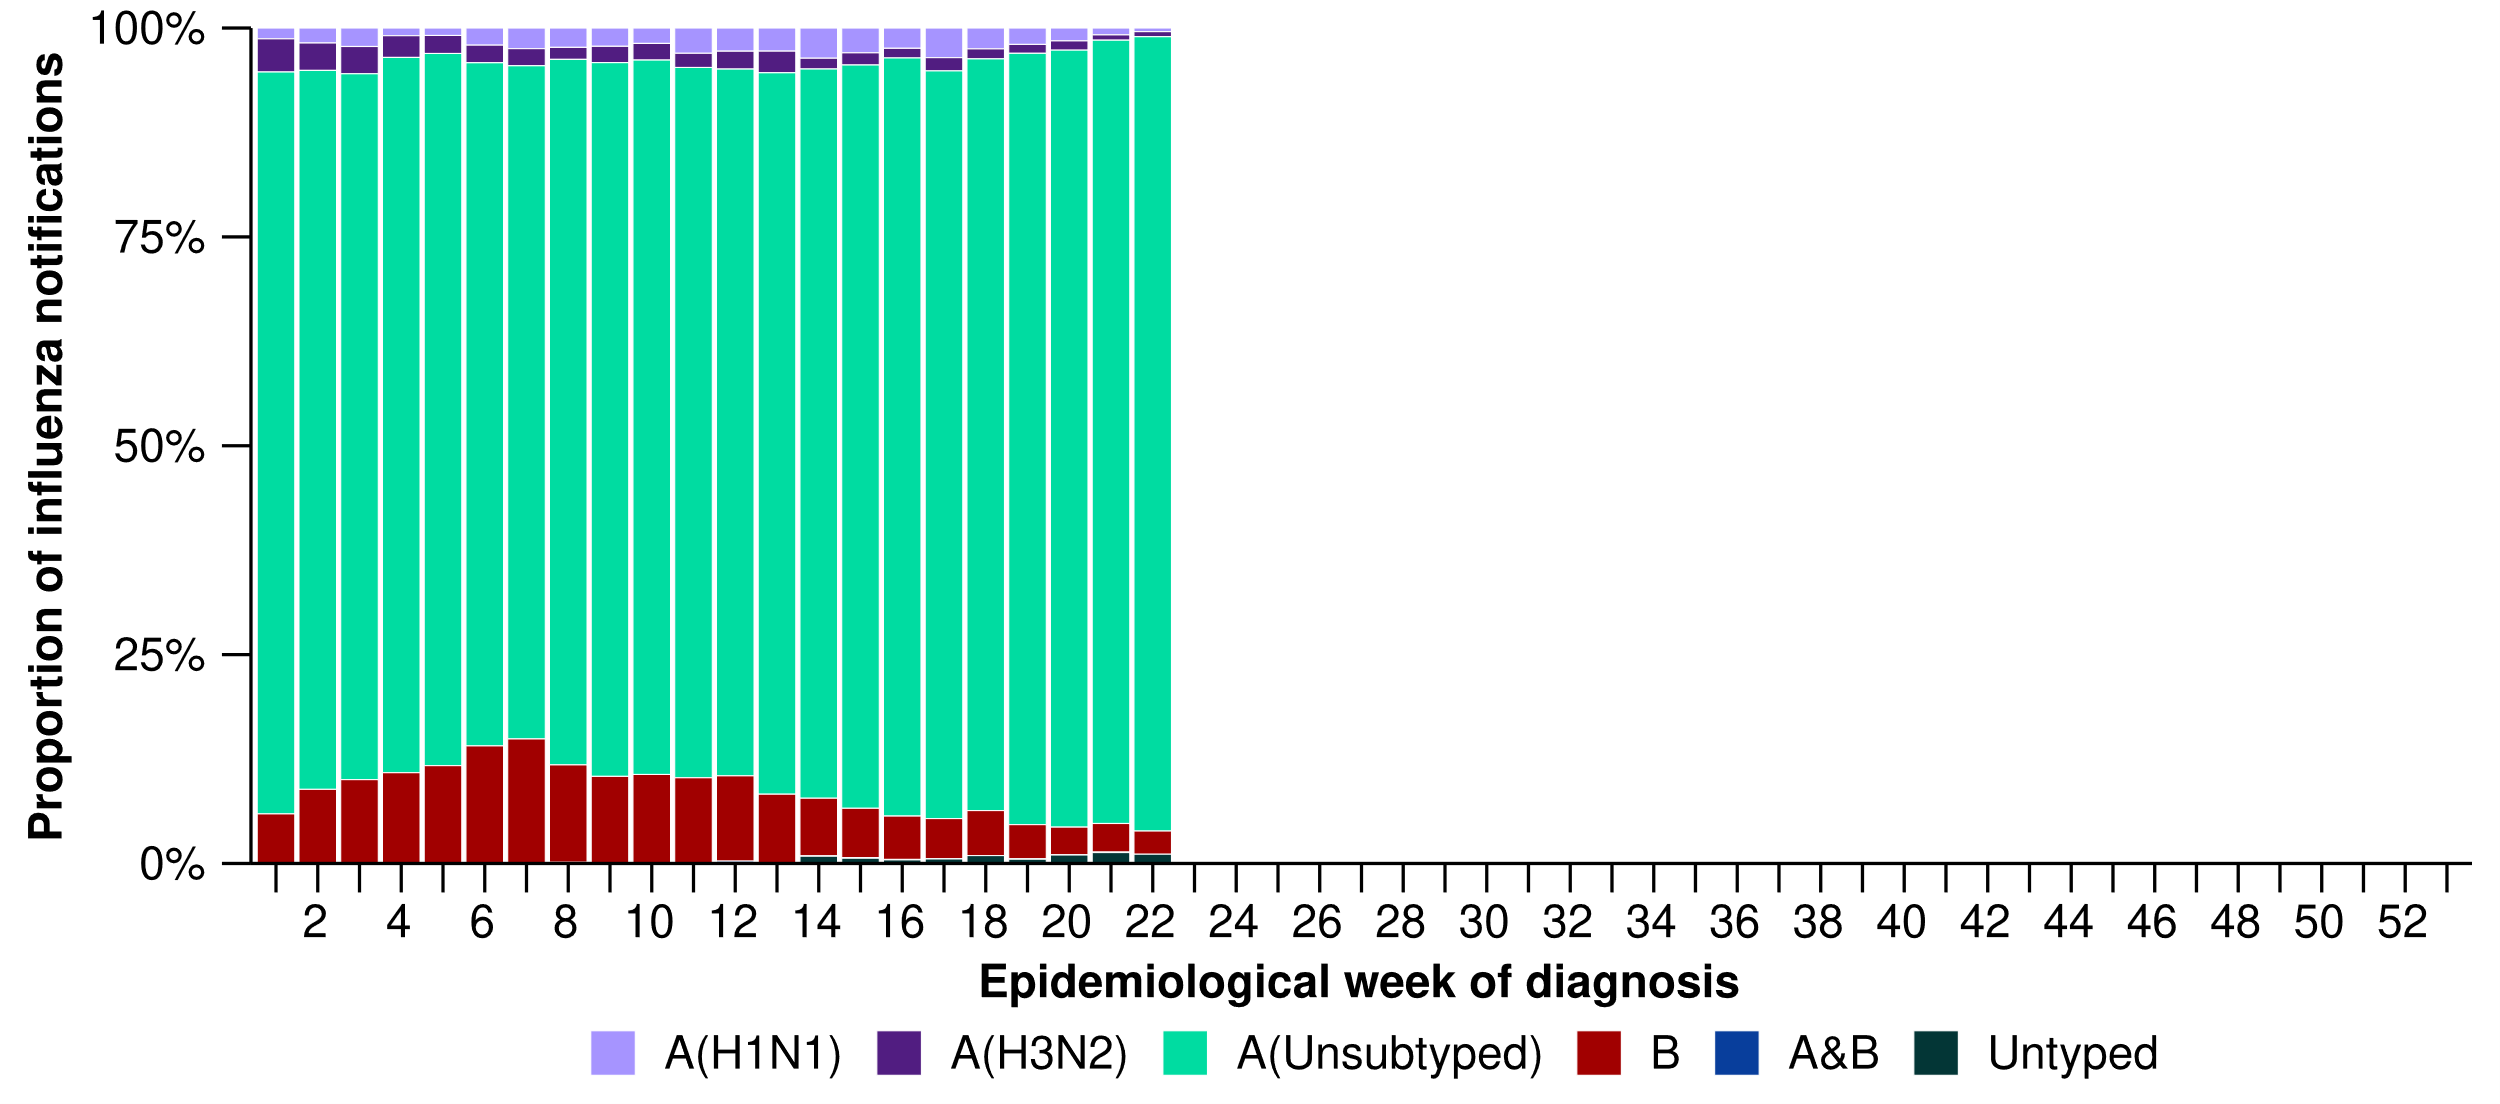 Proportion of influenza notifications
100%
75%
50%
25%
0%
2 4 6 8 10 12 14 16 18 20 22 24 26 28 30 32 34 36 38 40 42 44 46 48 50 52
Epidemiological week of diagnosis
A(H1N1) A(H3N2) A(Unsubtyped) B A&B Untyped